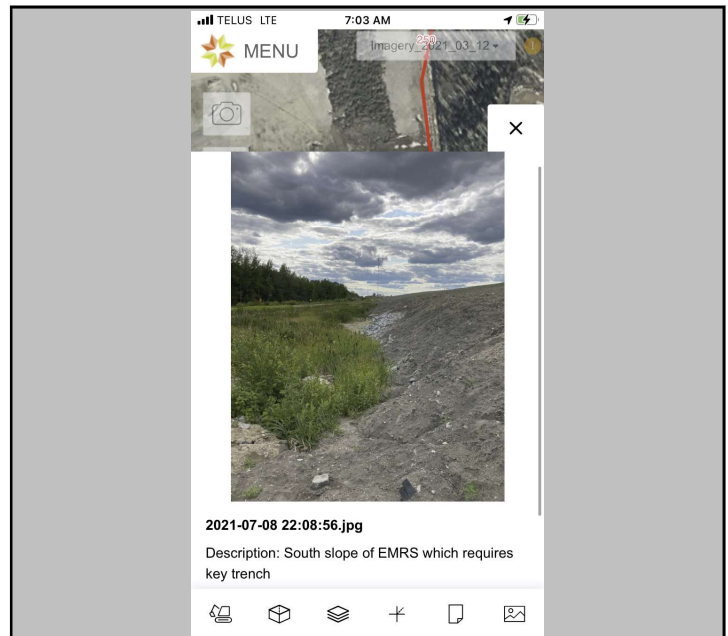 TELUS LTE 7:03 AM
MENU
Imagery_2021_03_12
250
2021-07-08 22:08:56.jpg
Description: South slope of EMRS which requires
key trench